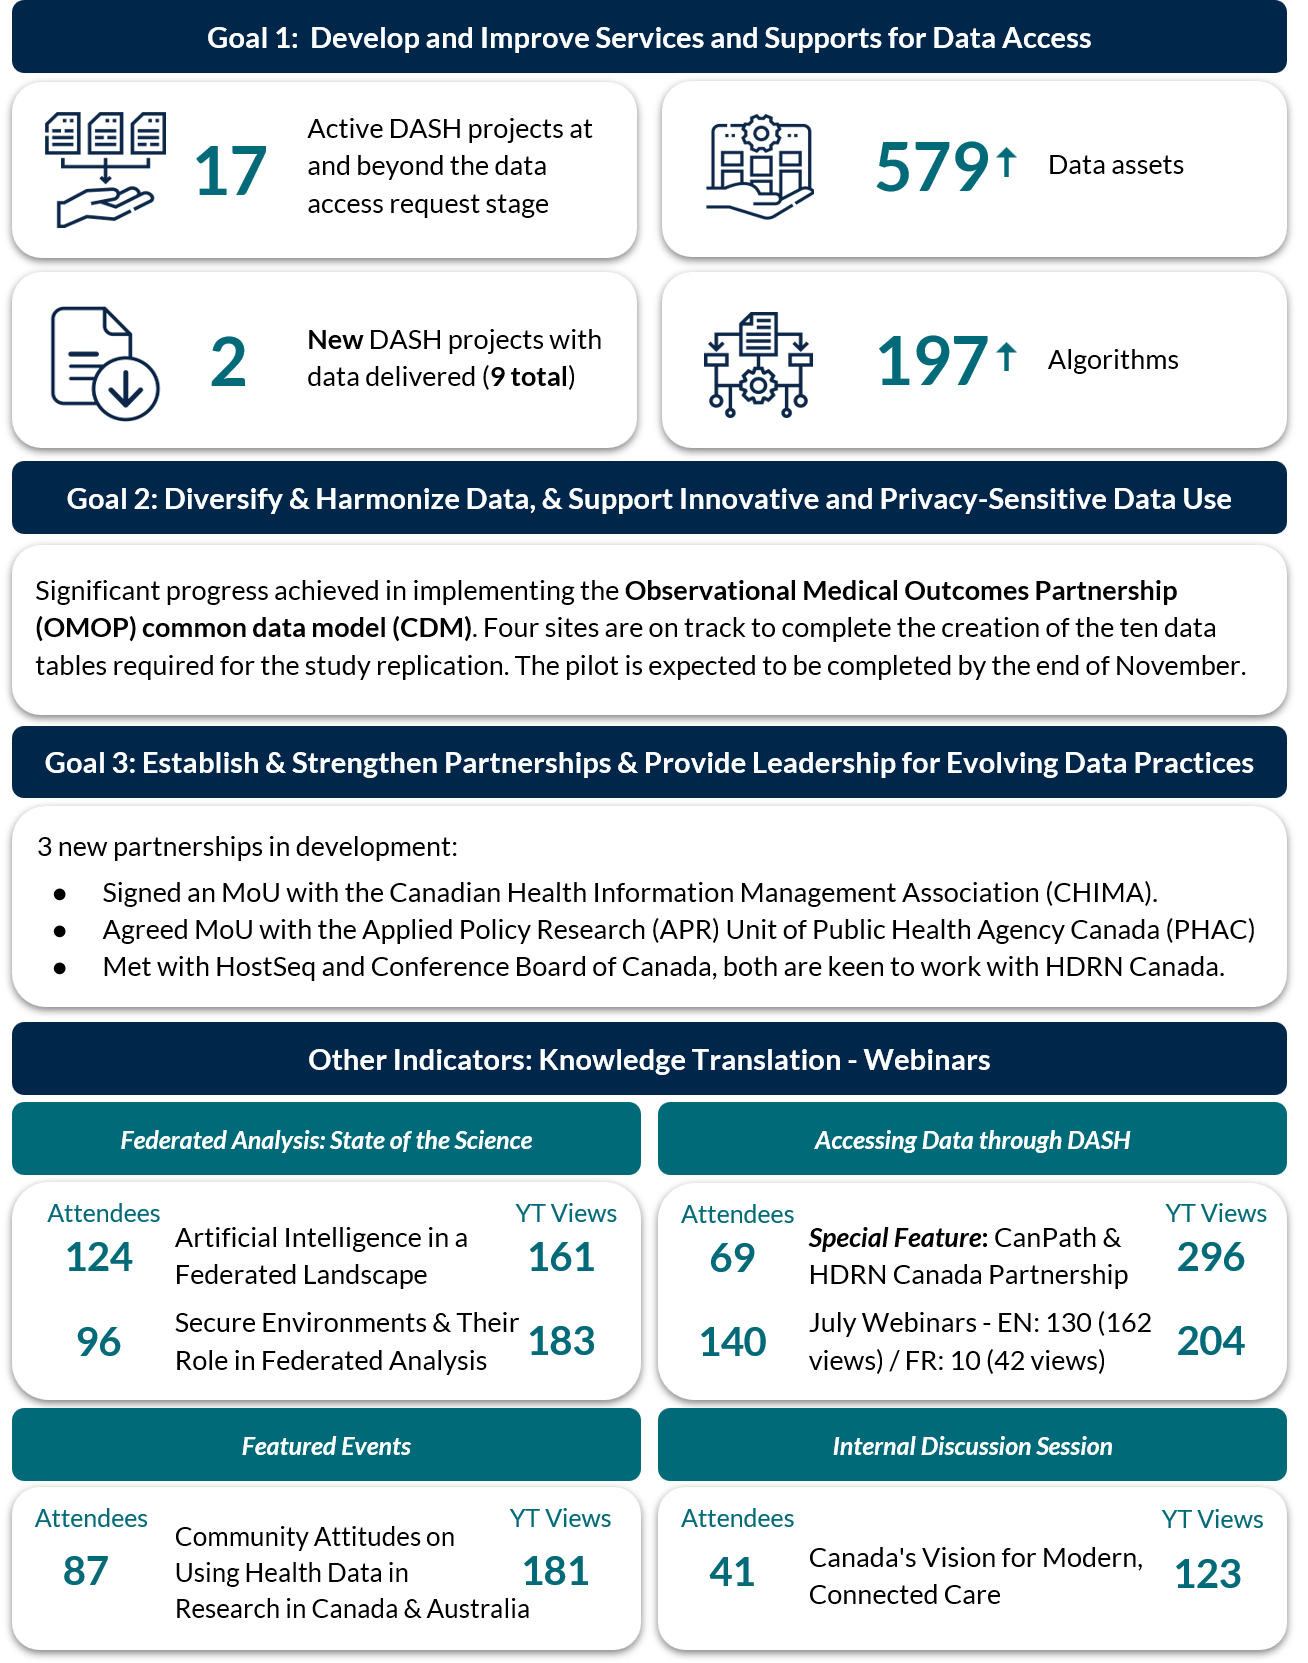 Goal 1:  Develop and Improve Services and Supports for Data Access
17
Active DASH projects at
and beyond the data
access request stage
579↑
Data assets
2
New DASH projects with
data delivered (9 total)
197↑
Algorithms
Goal 2: Diversify & Harmonize Data, & Support Innovative and Privacy-Sensitive Data Use
Significant progress achieved in implementing the Observational Medical Outcomes Partnership
(OMOP) common data model (CDM). Four sites are on track to complete the creation of the ten data
tables required for the study replication. The pilot is expected to be completed by the end of November.
Goal 3: Establish & Strengthen Partnerships & Provide Leadership for Evolving Data Practices
3 new partnerships in development:
● Signed an MoU with the Canadian Health Information Management Association (CHIMA).
● Agreed MoU with the Applied Policy Research (APR) Unit of Public Health Agency Canada (PHAC)
● Met with HostSeq and Conference Board of Canada, both are keen to work with HDRN Canada.
Other Indicators: Knowledge Translation - Webinars
Federated Analysis: State of the Science
Attendees
YT Views
124
Artificial Intelligence in a
Federated Landscape
161
96
Secure Environments & Their
Role in Federated Analysis
183
Accessing Data through DASH
Attendees
YT Views
69
Special Feature: CanPath &
HDRN Canada Partnership
296
140
July Webinars - EN: 130 (162
views) / FR: 10 (42 views)
204
Featured Events
Attendees
YT Views
87
Community Attitudes on
Using Health Data in
Research in Canada & Australia
181
Internal Discussion Session
Attendees
YT Views
41
Canada's Vision for Modern,
Connected Care
123